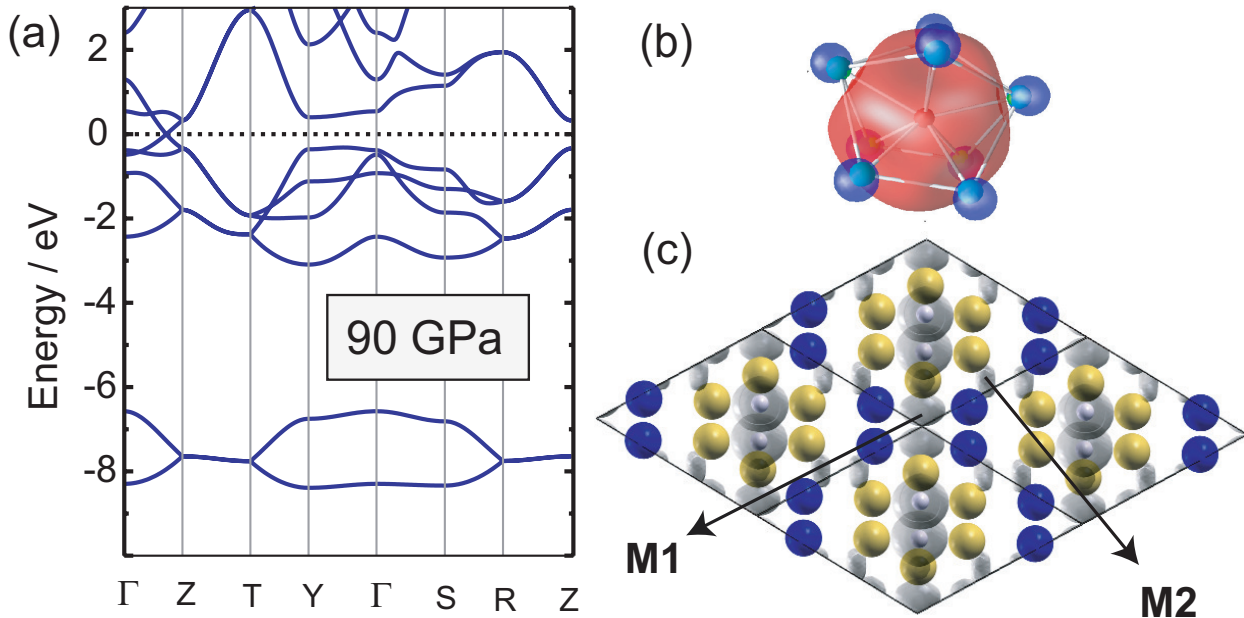 (a)
Energy / eV
2
0
-2
-4
-6
-8
90 GPa
Γ Z T Y Γ S R Z
(b)
(c)
M1
M2